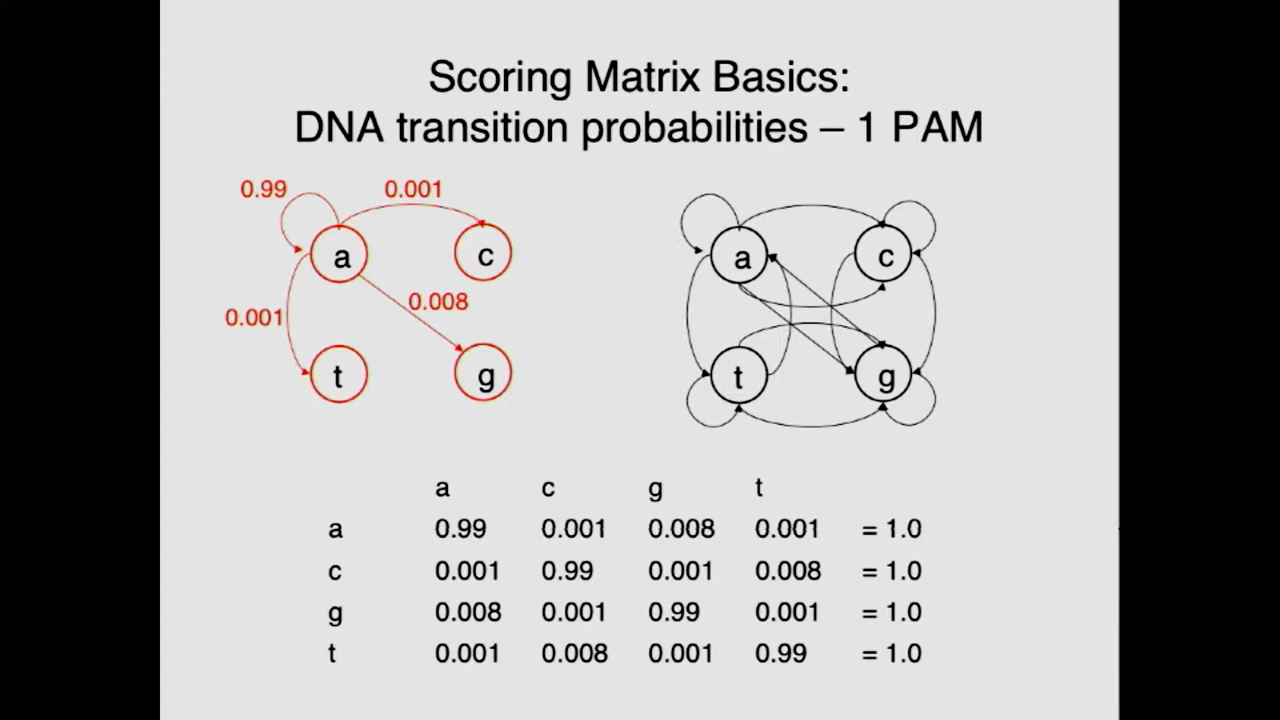 Scoring Matrix Basics:
DNA transition probabilities – 1 PAM
0.99 0.001
a c a c
0.008
0.001
t g t g
a c g t
a 0.99 0.001 0.008 0.001 = 1.0
c 0.001 0.99 0.001 0.008 = 1.0
g 0.008 0.001 0.99 0.001 = 1.0
t 0.001 0.008 0.001 0.99 = 1.0